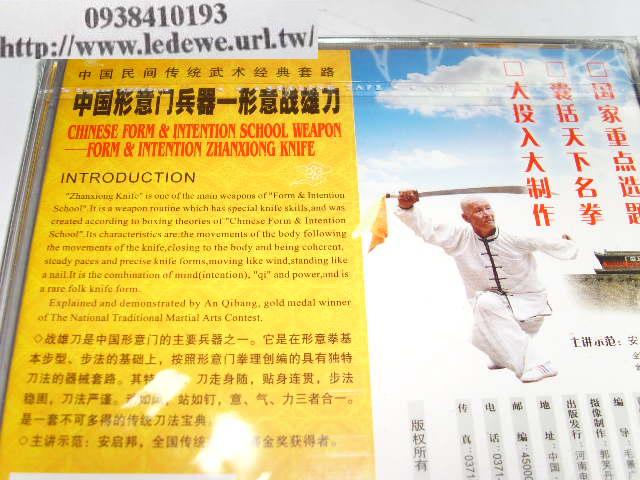 0938410193
http://www.ledewe.url.tw/
中国民间传统武术经典套路
中国形意门兵器—形意战雄刀
CHINESE FORM & INTENTION SCHOOL WEAPON
——FORM & INTENTION ZHANXIONG KNIFE
INTRODUCTION
"Zhanxiong Knife" is one of the main weapons of "Form & Intention
School".It is a weapon routine which has special knife skills,and was
created according to boxing theories of "Chinese Form & Intention
School".Its characteristics are:the movements of the body following
the movements of the knife,closing to the body and being coherent,
steady paces and precise knife forms,moving like wind,standing like
a nail.It is the combination of mind(intention), "qi" and power,and is
a rare folk knife form.
Explained and demonstrated by An Qibang, gold medal winner
of The National Traditional Martial Arts Contest.
◇战雄刀是中国形意门的主要兵器之一。它是在形意拳基
本步型、步法的基础上，按照形意门拳理创编的具有独特
刀法的器械套路。其特 刀走身随，贴身连贯，步法
稳固，刀法严谨。 如风，站如钉，意、气、力三者合一。
是一套不可多得的传统刀法宝典。
◇主讲示范：安启邦，全国传统 金奖获得者。
□国家重点选题
□囊括天下名拳
□大投入大制作
主讲示范：安
编 导：毛
摄像制作：郭笑丹
出版发行：河南电
地 址：中国·
邮 编：45000
电 话：0371-
传 真：0371
版权所有